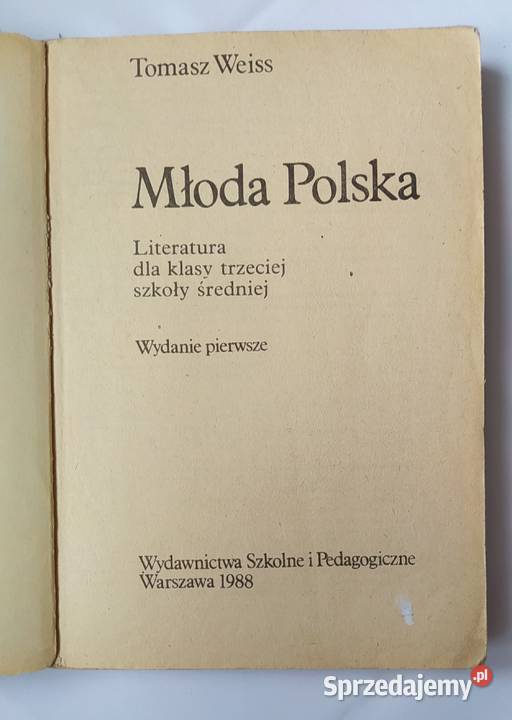 Tomasz Weiss
Młoda Polska
Literatura
dla klasy trzeciej
szkoły średniej
Wydanie pierwsze
Wydawnictwa Szkolne i Pedagogiczne
Warszawa 1988
Sprzedajemy.pl